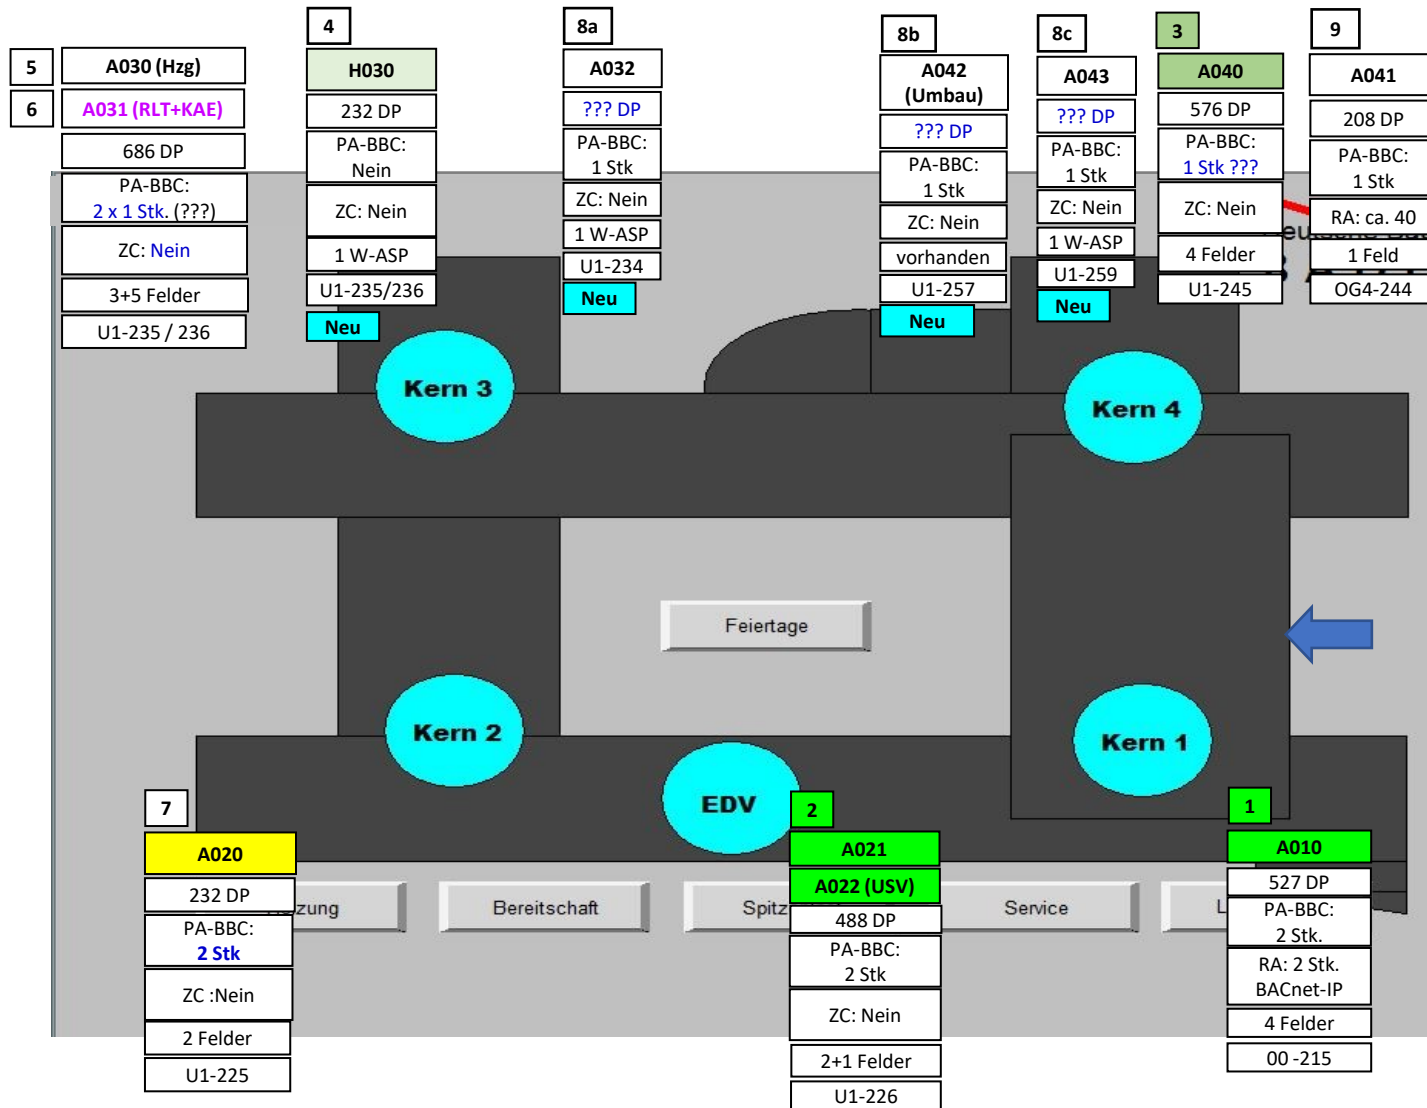 5
A030 (Hzg)
6
A031 (RLT+KAE)
686 DP
PA-BBC:
2 x 1 Stk. (???)
ZC: Nein
3+5 Felder
U1-235 / 236
4
H030
232 DP
PA-BBC:
Nein
ZC: Nein
1 W-ASP
U1-235/236
Neu
8a
A032
??? DP
PA-BBC:
1 Stk
ZC: Nein
1 W-ASP
U1-234
Neu
8b
A042
(Umbau)
??? DP
PA-BBC:
1 Stk
ZC: Nein
vorhanden
U1-257
Neu
8c
A043
??? DP
PA-BBC:
1 Stk
ZC: Nein
1 W-ASP
U1-259
Neu
3
A040
576 DP
PA-BBC:
1 Stk ???
ZC: Nein
4 Felder
U1-245
9
A041
208 DP
PA-BBC:
1 Stk
RA: ca. 40
1 Feld
OG4-244
Kern 3
Kern 4
Feiertage
Kern 2
Kern 1
EDV
7
A020
232 DP
PA-BBC:
2 Stk
ZC :Nein
2 Felder
U1-225
Bereitschaft
2
A021
A022 (USV)
488 DP
PA-BBC:
2 Stk
ZC: Nein
2+1 Felder
U1-226
Service
1
A010
527 DP
PA-BBC:
2 Stk.
RA: 2 Stk.
BACnet-IP
4 Felder
00 -215